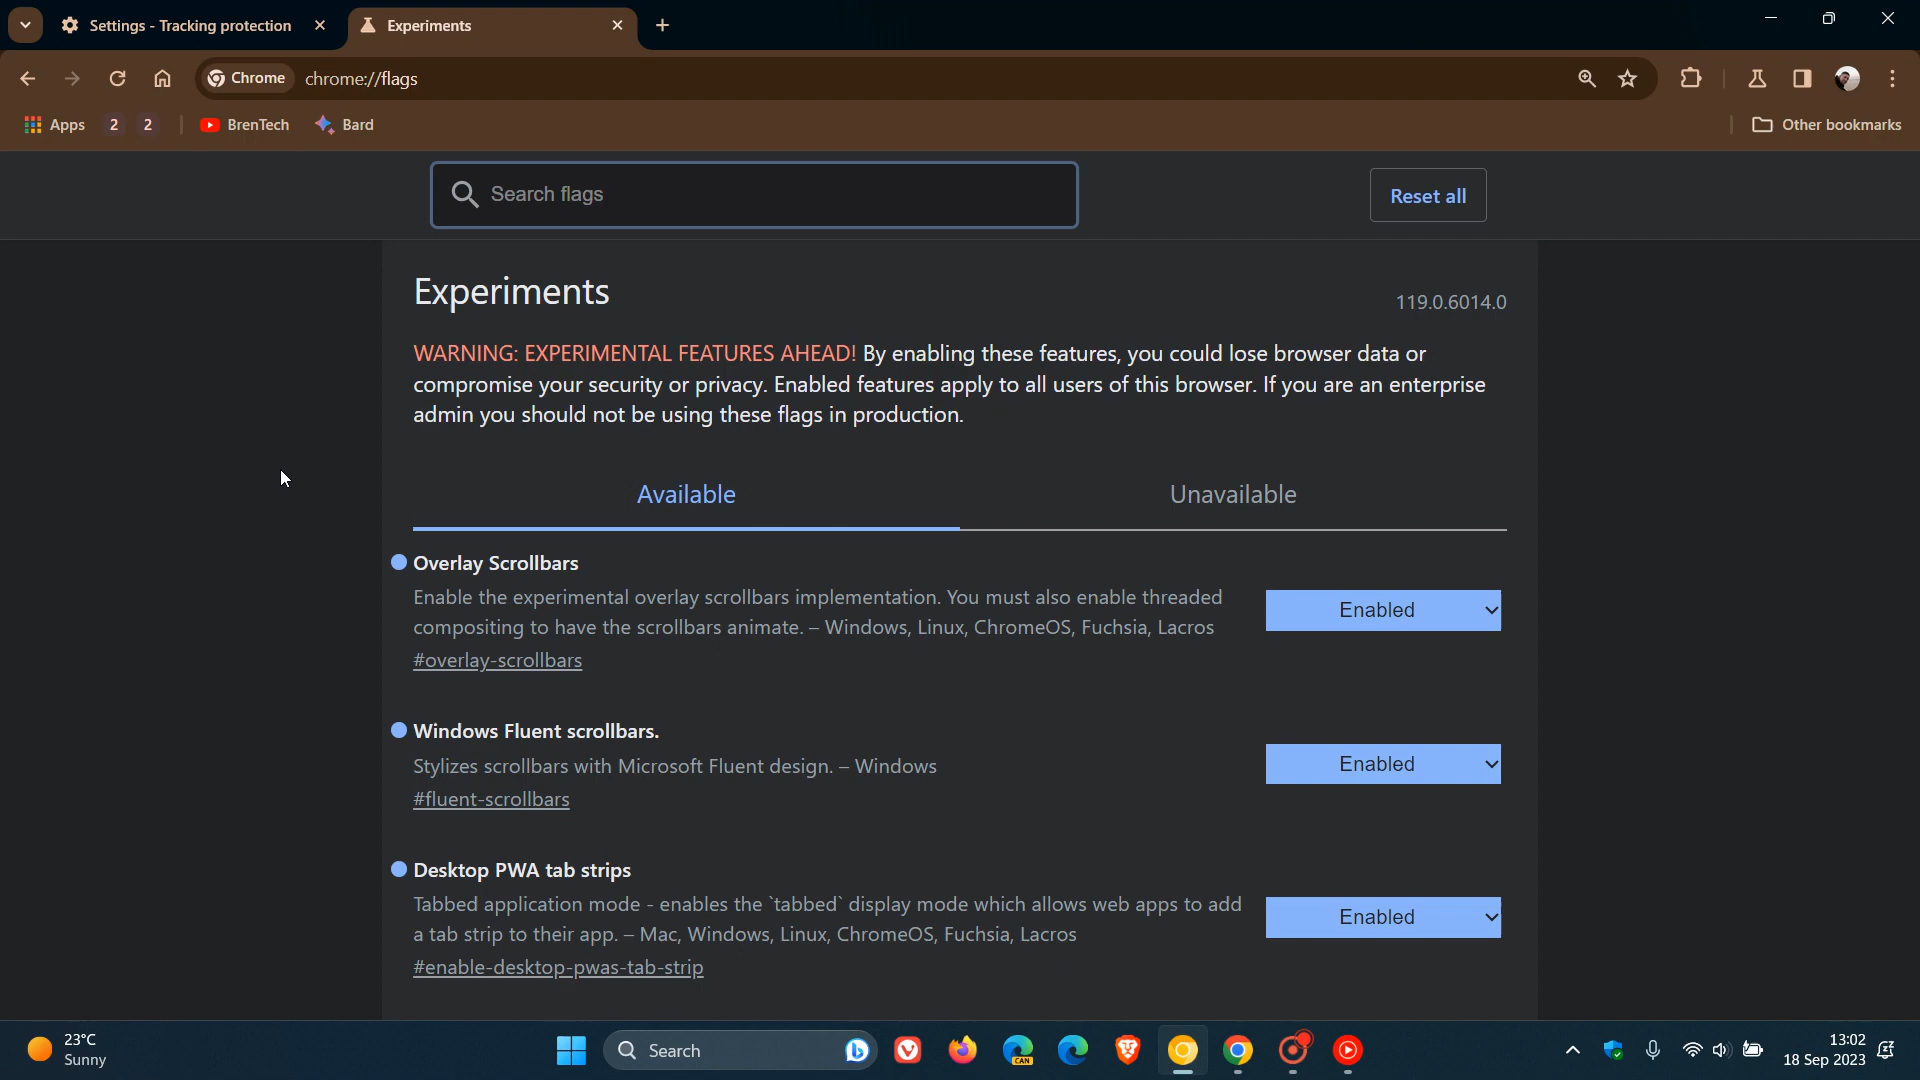 Settings - Tracking protection
Experiments
Chrome
chrome://flags
Apps
2
2
BrenTech
Bard
Other bookmarks
Search flags
Reset all
Experiments
119.0.6014.0
WARNING: EXPERIMENTAL FEATURES AHEAD! By enabling these features, you could lose browser data or
compromise your security or privacy. Enabled features apply to all users of this browser. If you are an enterprise
admin you should not be using these flags in production.
Available
Unavailable
Overlay Scrollbars
Enable the experimental overlay scrollbars implementation. You must also enable threaded
compositing to have the scrollbars animate. – Windows, Linux, ChromeOS, Fuchsia, Lacros
#overlay-scrollbars
Enabled
Windows Fluent scrollbars.
Stylizes scrollbars with Microsoft Fluent design. – Windows
#fluent-scrollbars
Enabled
Desktop PWA tab strips
Tabbed application mode - enables the `tabbed` display mode which allows web apps to add
a tab strip to their app. – Mac, Windows, Linux, ChromeOS, Fuchsia, Lacros
#enable-desktop-pwas-tab-strip
Enabled
23°C
Sunny
Search
CAN
13:02
18 Sep 2023